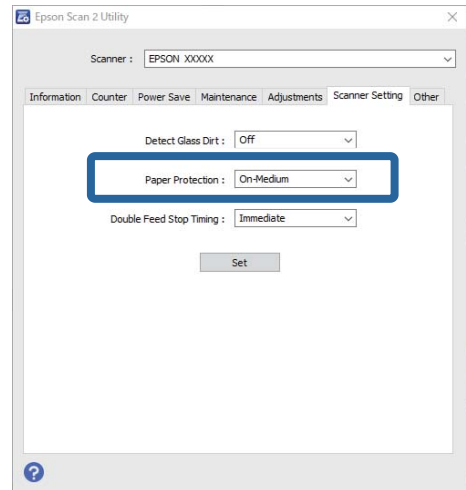 Epson Scan 2 Utility
Scanner : EPSON XXXXX
Information Counter Power Save Maintenance Adjustments Scanner Setting Other
Detect Glass Dirt : Off
Paper Protection : On-Medium
Double Feed Stop Timing : Immediate
Set
?